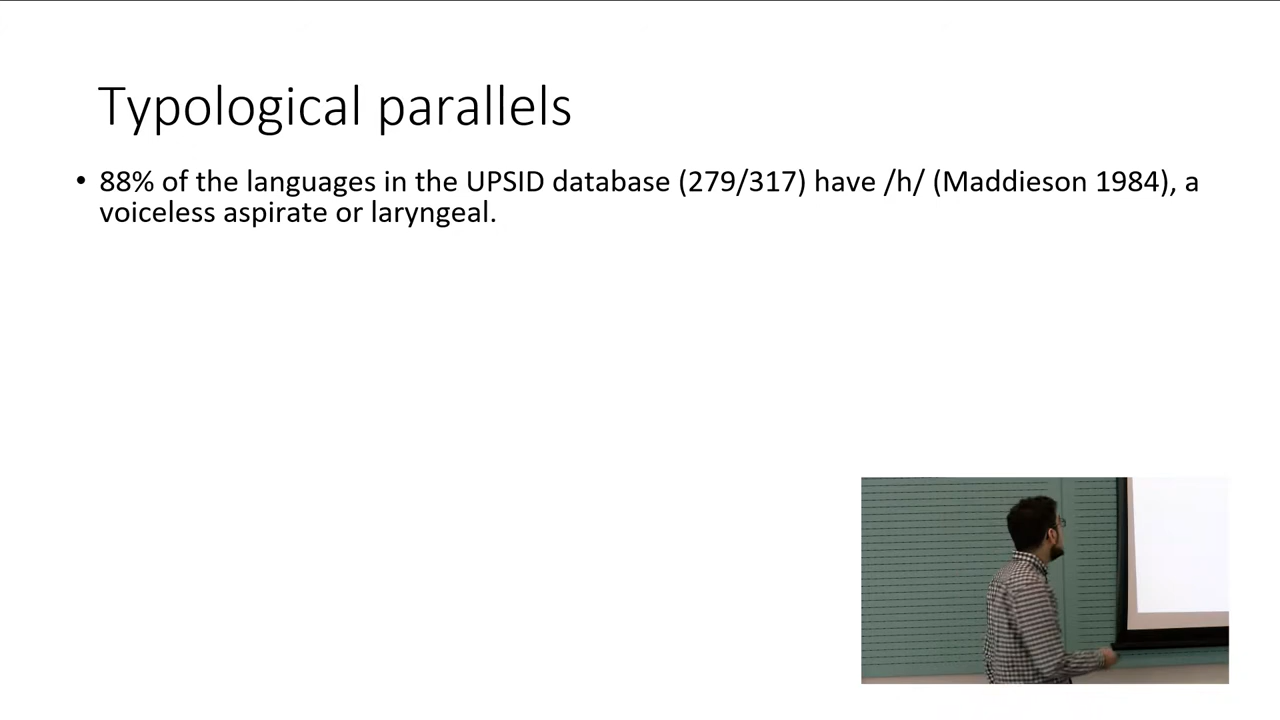 Typological parallels
• 88% of the languages in the UPSID database (279/317) have /h/ (Maddieson 1984), a
voiceless aspirate or laryngeal.